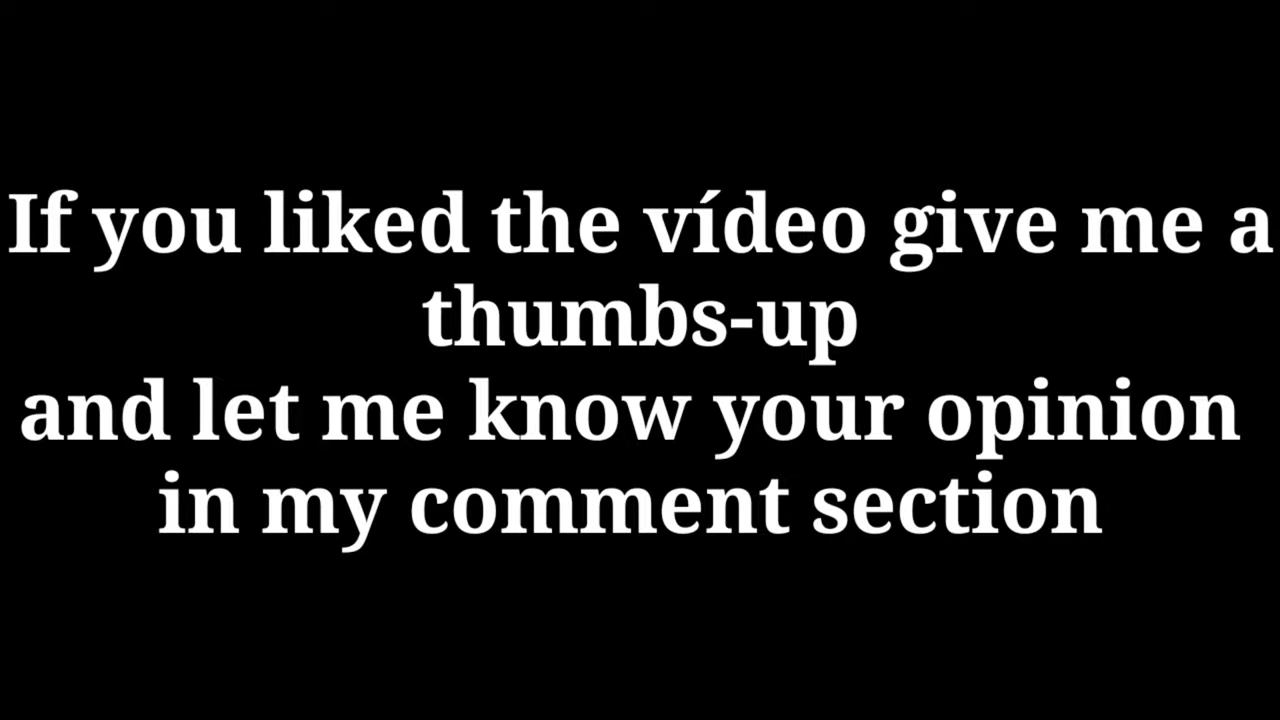 If you liked the vídeo give me a
thumbs-up
and let me know your opinion
in my comment section